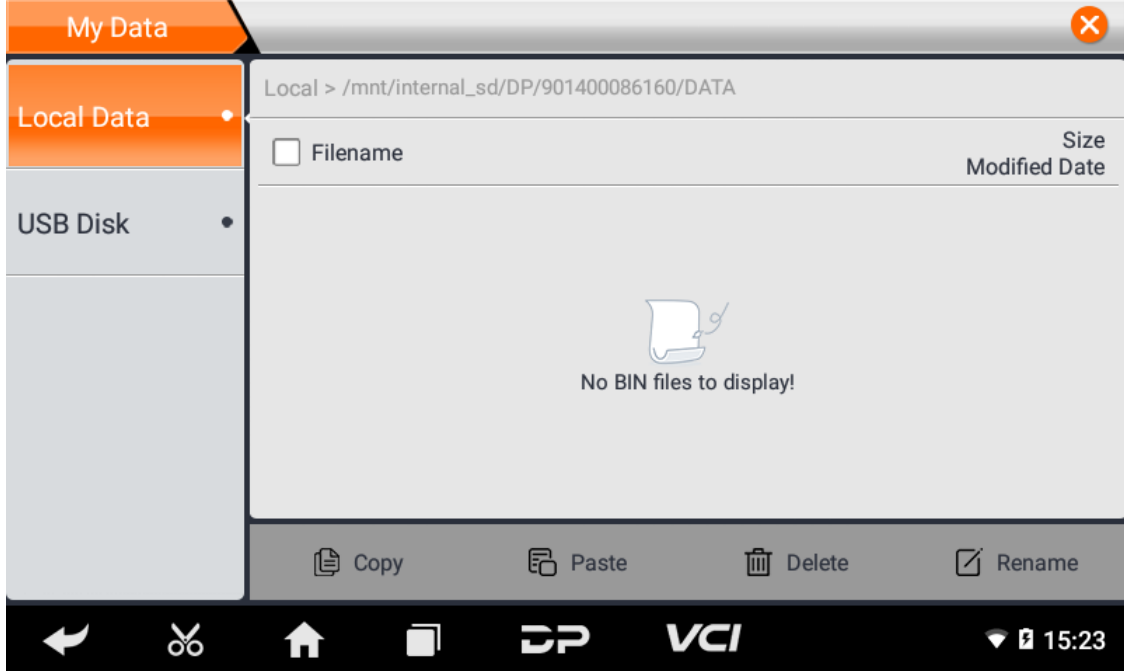 My Data
Local Data
USB Disk
Local > /mnt/internal_sd/DP/901400086160/DATA
Filename
Size
Modified Date
No BIN files to display!
Copy
Paste
Delete
Rename
DP
VCI
15:23